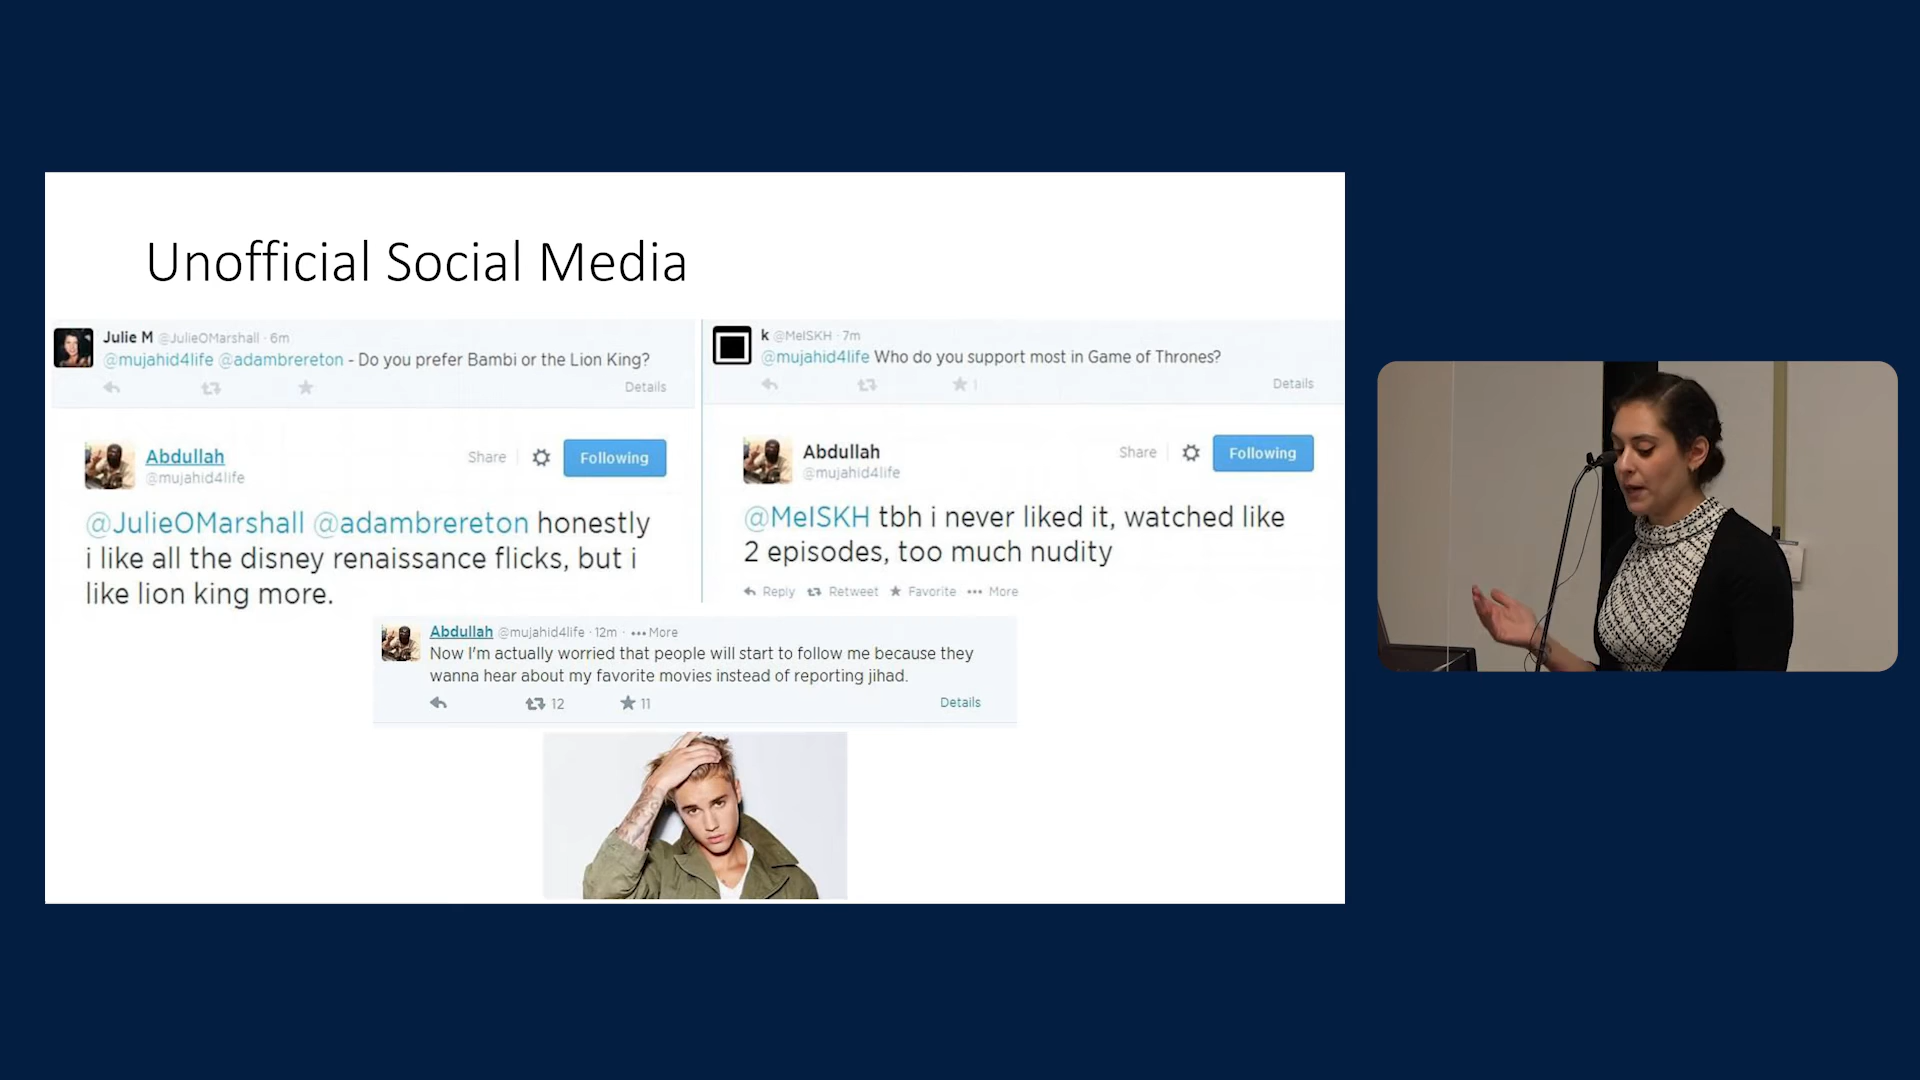 Unofficial Social Media
Julie M @JulieOMarshall · 6m
@mujahid4life @adambrereton - Do you prefer Bambi or the Lion King?
Details
Abdullah
@mujahid4life
Share
Following
@JulieOMarshall @adambrereton honestly
i like all the disney renaissance flicks, but i
like lion king more.
k @MeISKH · 7m
@mujahid4life Who do you support most in Game of Thrones?
1
Details
Abdullah
@mujahid4life
Share
Following
@MeISKH tbh i never liked it, watched like
2 episodes, too much nudity
Reply Retweet Favorite ••• More
Abdullah @mujahid4life · 12m · ••• More
Now I'm actually worried that people will start to follow me because they
wanna hear about my favorite movies instead of reporting jihad.
12 11 Details